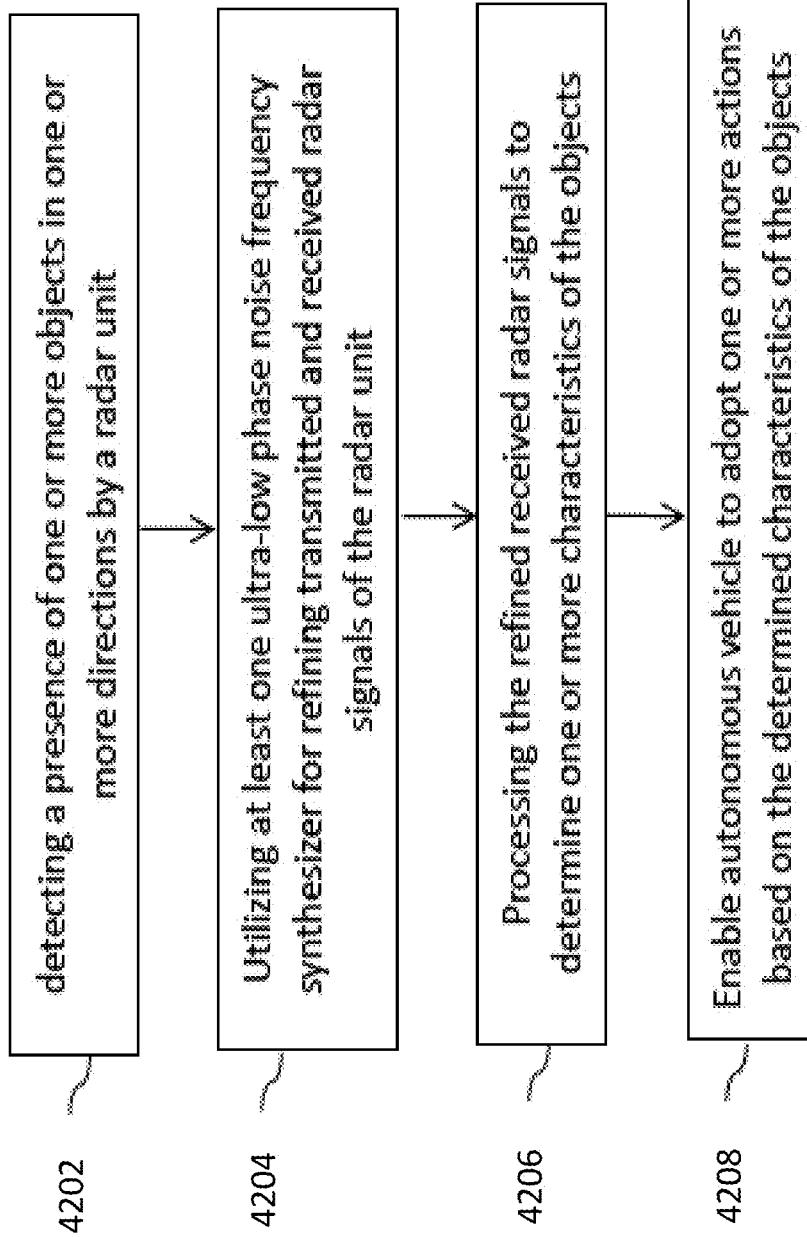 4202
detecting a presence of one or more objects in one or
more directions by a radar unit
4204
Utilizing at least one ultra-low phase noise frequency
synthesizer for refining transmitted and received radar
signals of the radar unit
4206
Processing the refined received radar signals to
determine one or more characteristics of the objects
4208
Enable autonomous vehicle to adopt one or more actions
based on the determined characteristics of the objects